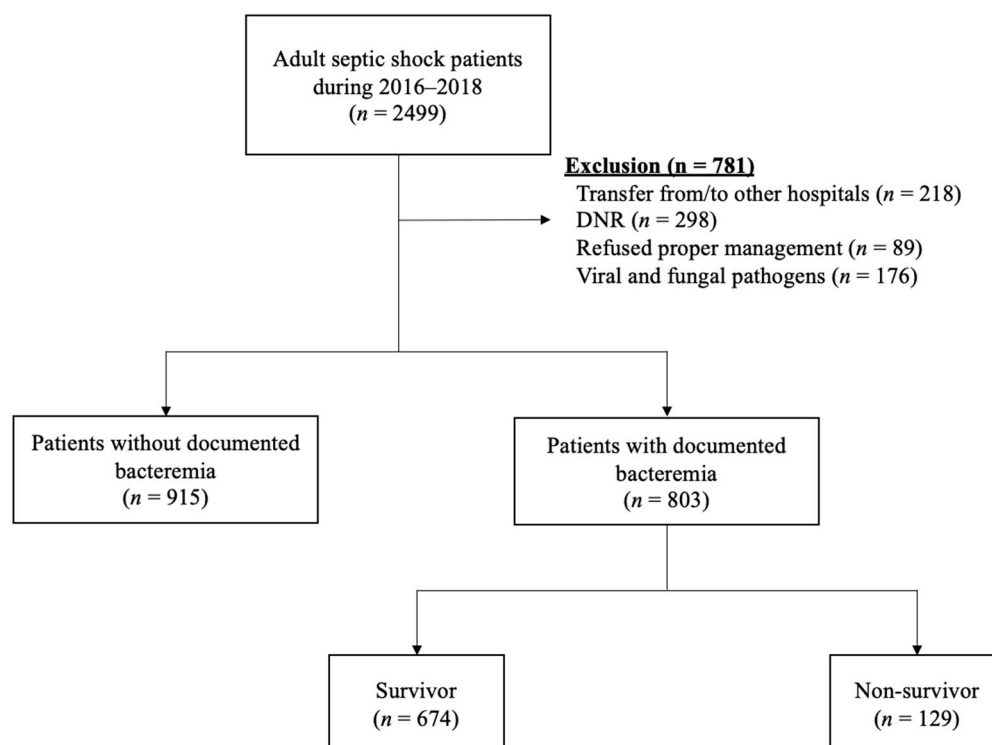 Adult septic shock patients
during 2016–2018
(n = 2499)
Exclusion (n = 781)
Transfer from/to other hospitals (n = 218)
DNR (n = 298)
Refused proper management (n = 89)
Viral and fungal pathogens (n = 176)
Patients without documented
bacteremia
(n = 915)
Patients with documented
bacteremia
(n = 803)
Survivor
(n = 674)
Non-survivor
(n = 129)